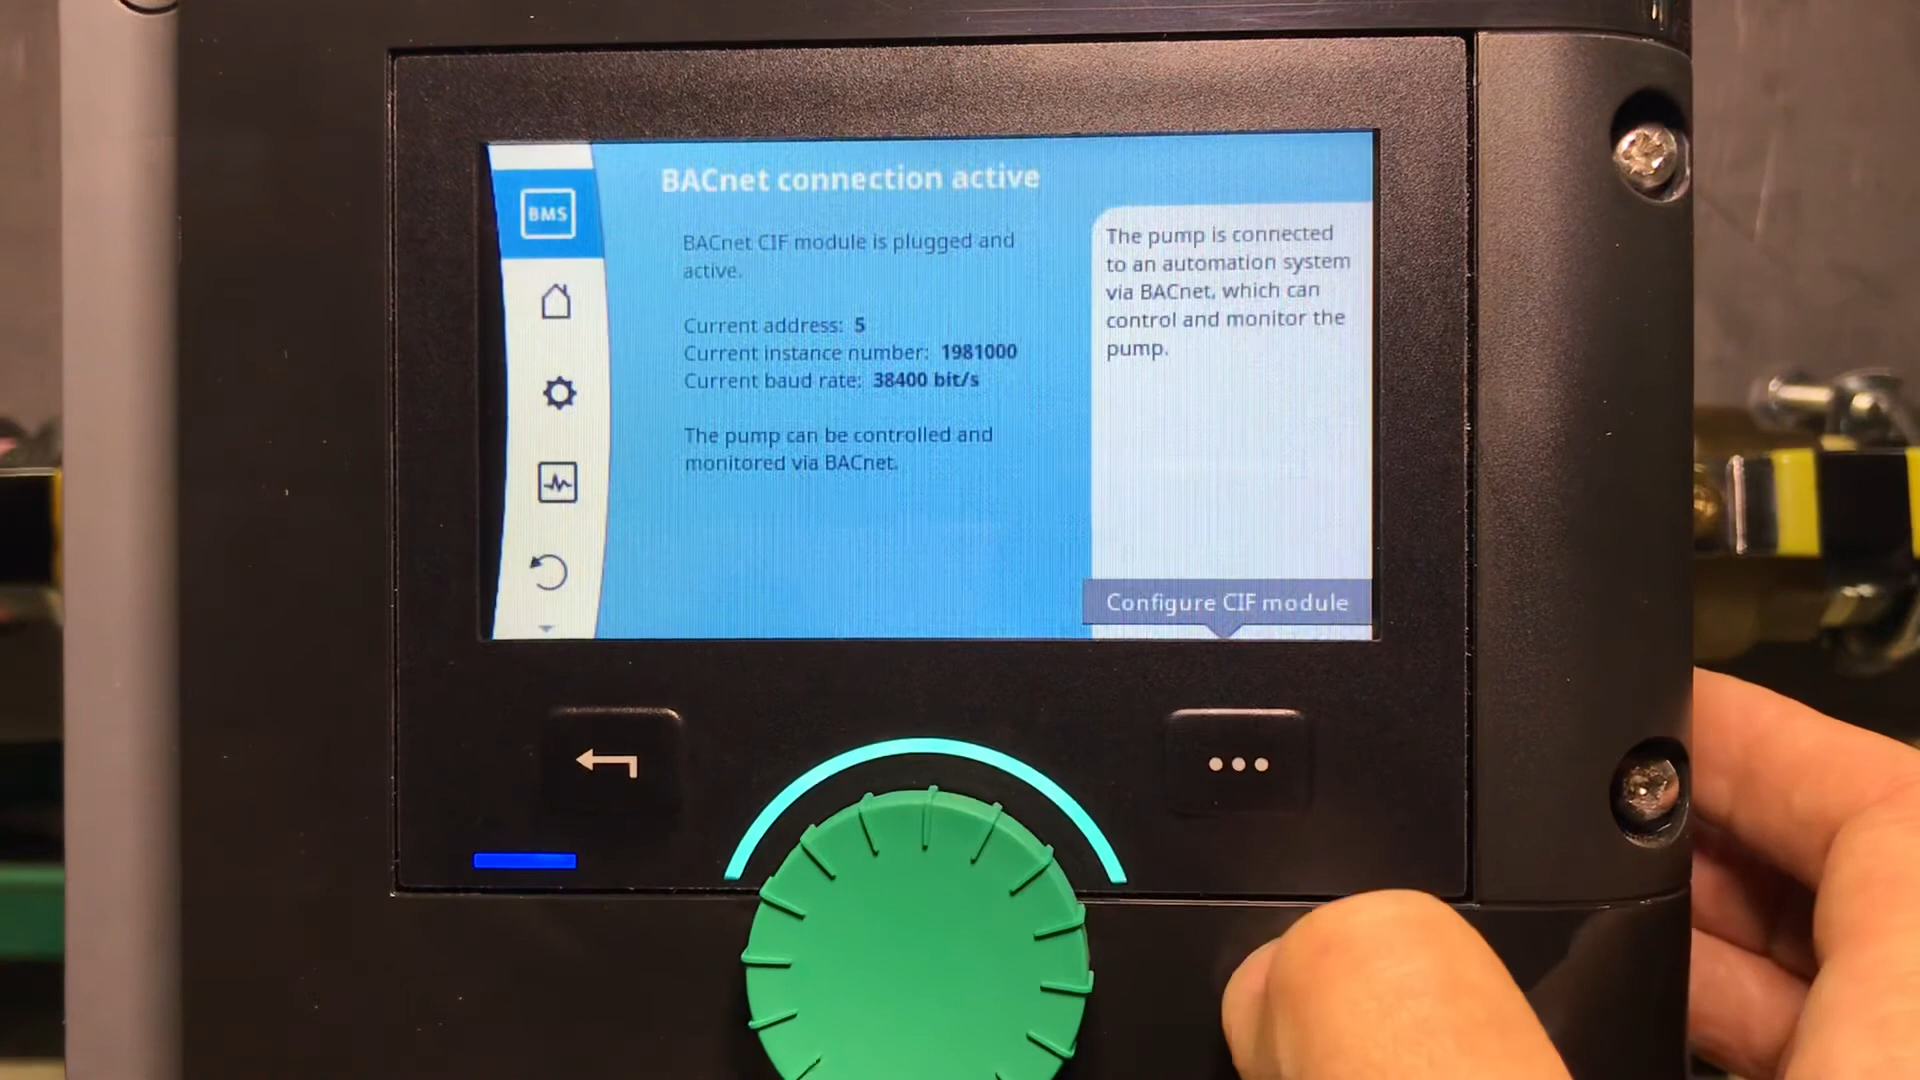 BMS
BACnet connection active
BACnet CIF module is plugged and
active.
Current address: 5
Current instance number: 1981000
Current baud rate: 38400 bit/s
The pump can be controlled and
monitored via BACnet.
The pump is connected
to an automation system
via BACnet, which can
control and monitor the
pump.
Configure CIF module